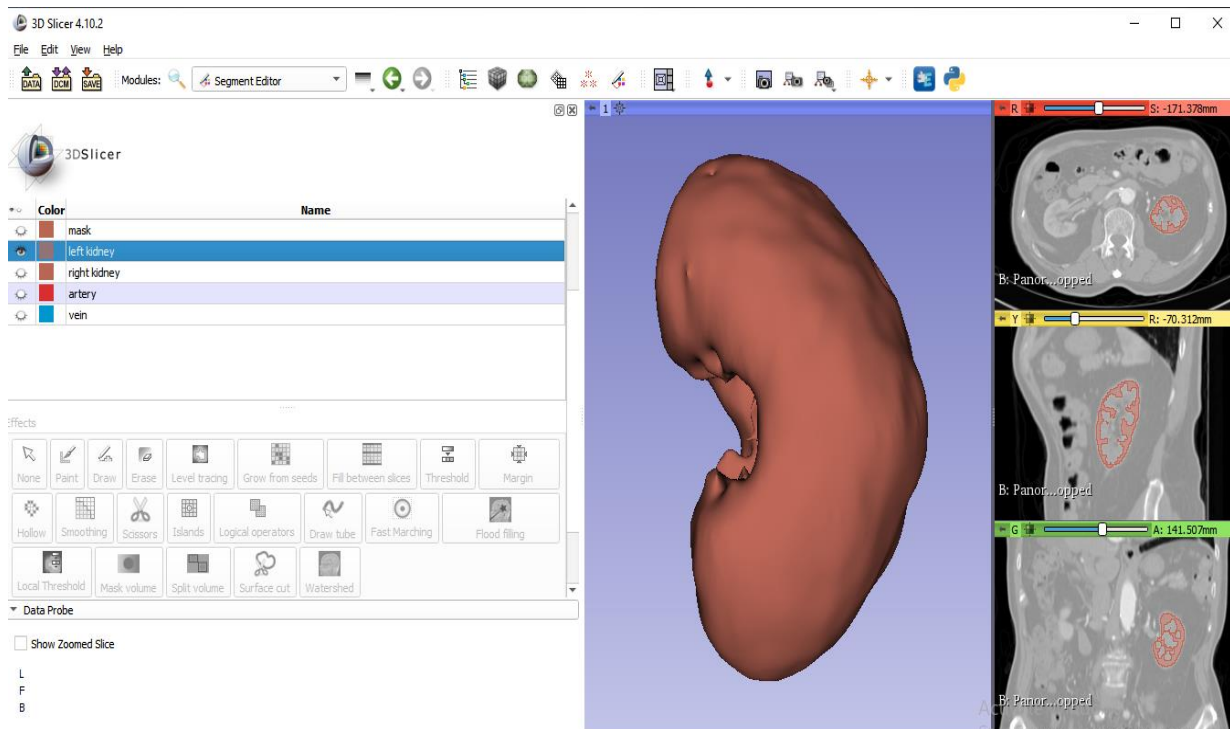 3D Slicer 4.10.2
File Edit View Help
DATA DCM SAVE Modules: Segment Editor
3DSlicer
Color Name
mask
left kidney
right kidney
artery
vein
Effects
None Paint Draw Erase Level tracing Grow from seeds Fill between slices Threshold Margin
Hollow Smoothing Scissors Islands Logical operators Draw tube Fast Marching Flood filling
Local Threshold Mask volume Split volume Surface cut Watershed
Data Probe
Show Zoomed Slice
L
F
B
1
R S: -171.378mm
B: Panor...opped
Y R: -70.312mm
B: Panor...opped
G A: 141.507mm
B: Panor...opped